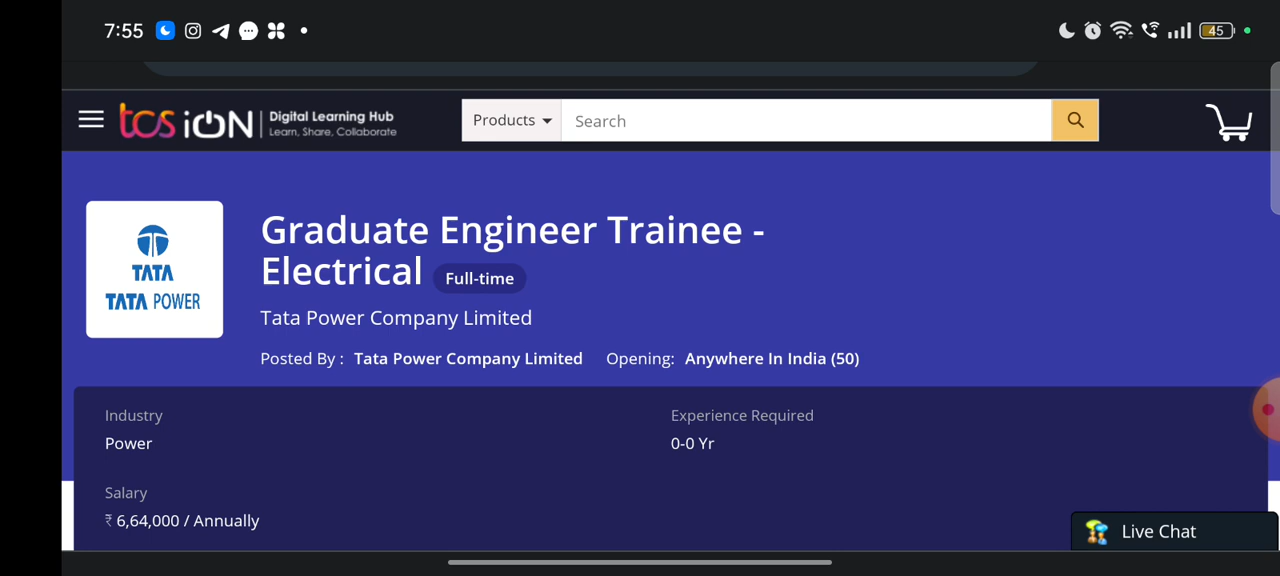 7:55
45
tcs iON | Digital Learning Hub
Learn, Share, Collaborate
Products
Search
TATA
TATA POWER
Graduate Engineer Trainee -
Electrical Full-time
Tata Power Company Limited
Posted By : Tata Power Company Limited Opening: Anywhere In India (50)
Industry
Power
Experience Required
0-0 Yr
Salary
₹ 6,64,000 / Annually
Live Chat